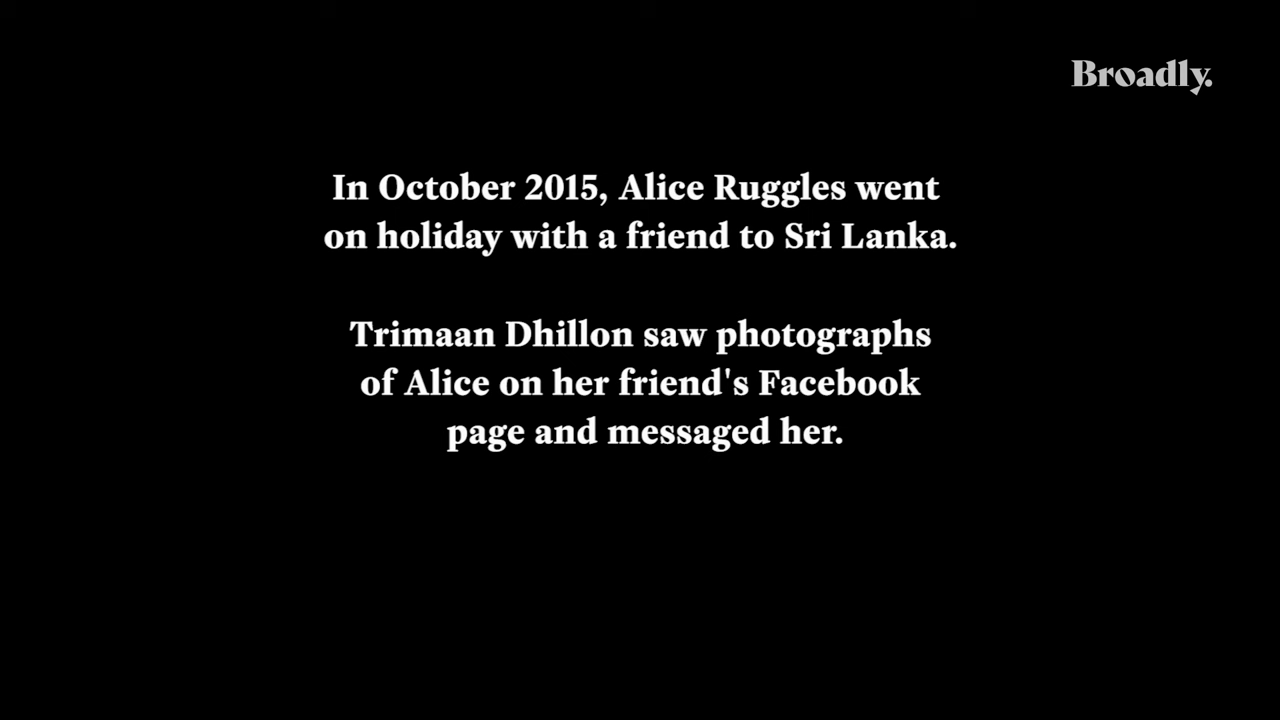 Broadly.
In October 2015, Alice Ruggles went
on holiday with a friend to Sri Lanka.
Trimaan Dhillon saw photographs
of Alice on her friend's Facebook
page and messaged her.